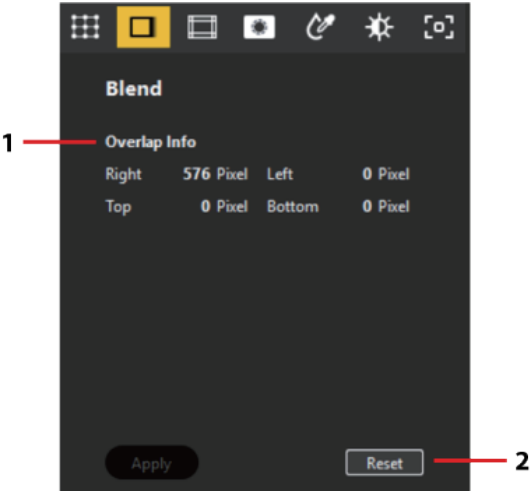 Blend
1
Overlap Info
Right 576 Pixel Left 0 Pixel
Top 0 Pixel Bottom 0 Pixel
Apply
Reset
2